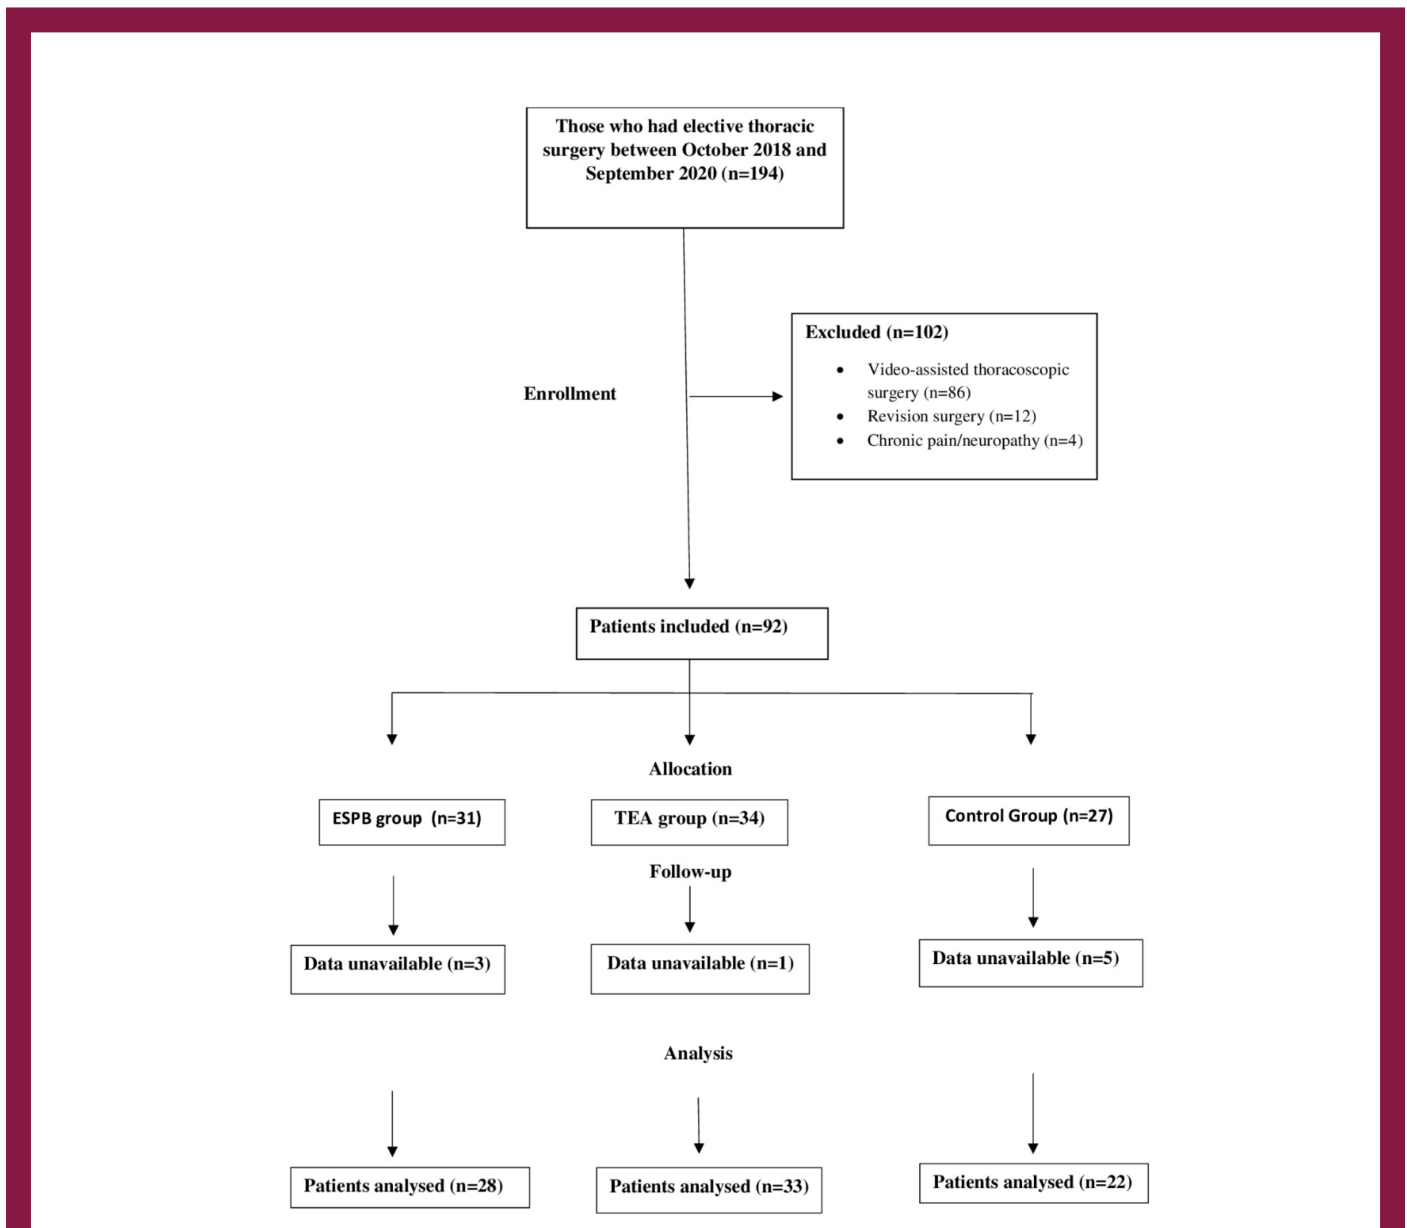 Those who had elective thoracic
surgery between October 2018 and
September 2020 (n=194)
Excluded (n=102)
• Video-assisted thoracoscopic
surgery (n=86)
• Revision surgery (n=12)
• Chronic pain/neuropathy (n=4)
Enrollment
Patients included (n=92)
Allocation
ESPB group (n=31)
TEA group (n=34)
Control Group (n=27)
Follow-up
Data unavailable (n=3)
Data unavailable (n=1)
Data unavailable (n=5)
Analysis
Patients analysed (n=28)
Patients analysed (n=33)
Patients analysed (n=22)